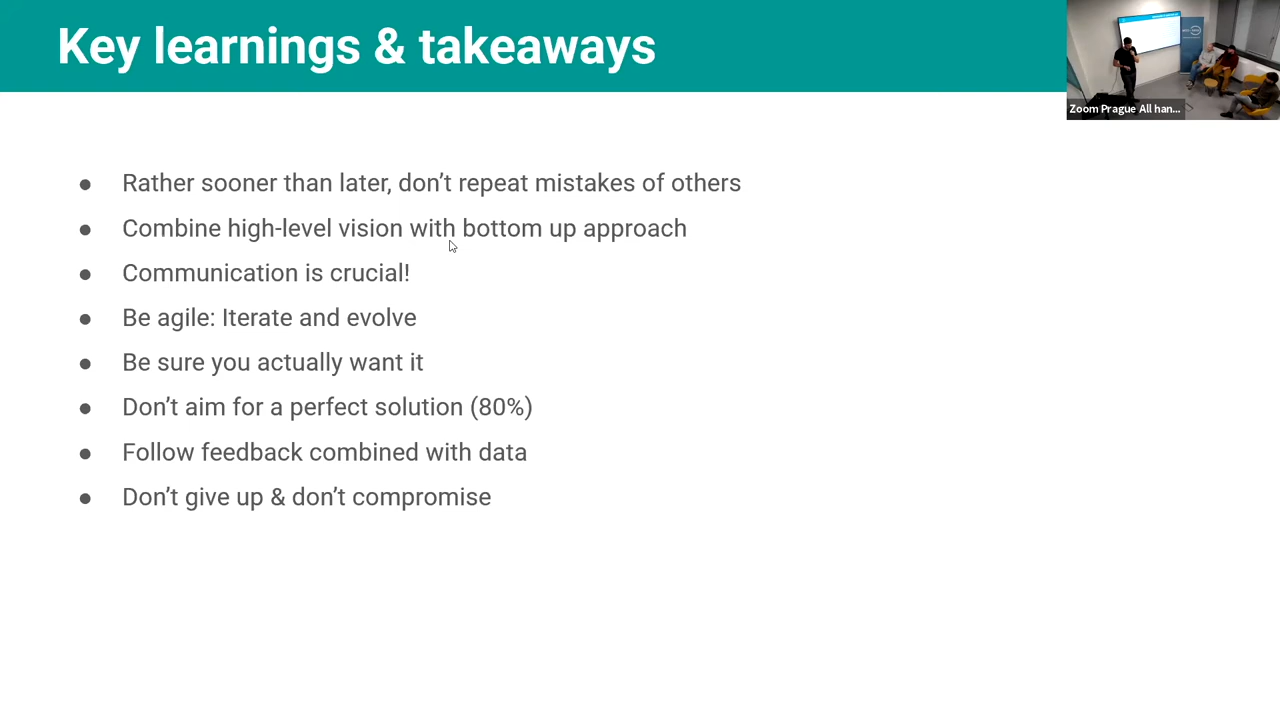 Key learnings & takeaways
Zoom Prague All han...
● Rather sooner than later, don’t repeat mistakes of others
● Combine high-level vision with bottom up approach
● Communication is crucial!
● Be agile: Iterate and evolve
● Be sure you actually want it
● Don’t aim for a perfect solution (80%)
● Follow feedback combined with data
● Don’t give up & don’t compromise